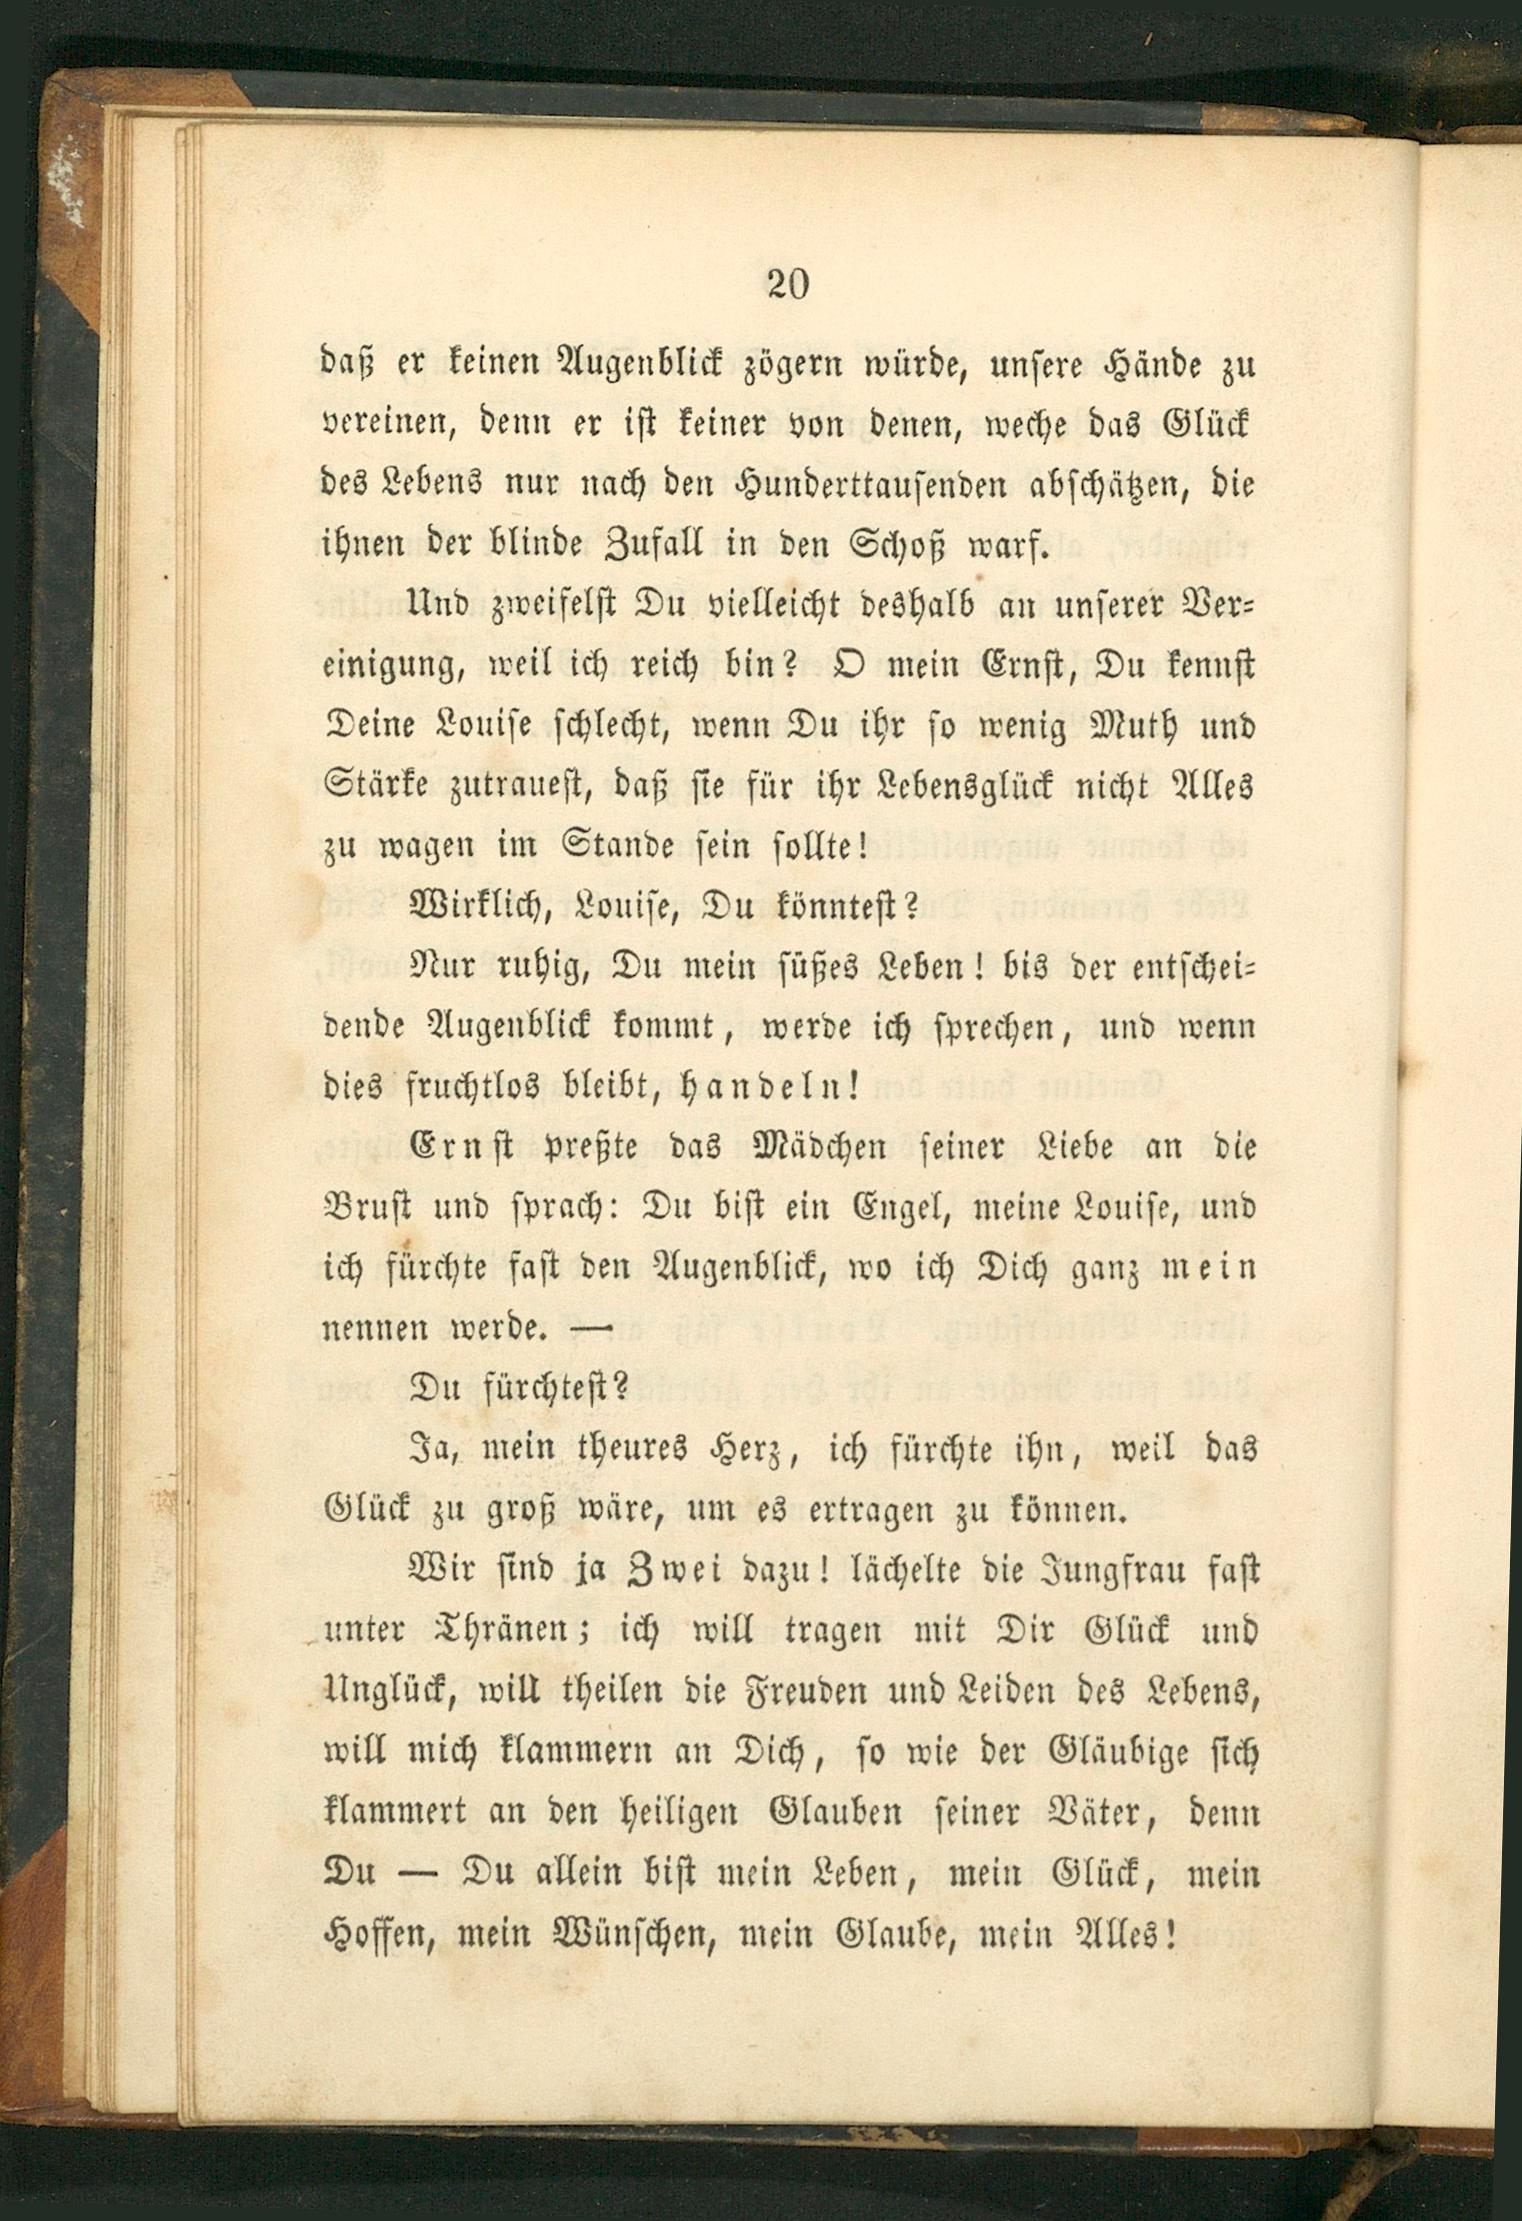 20
daß er keinen Augenblick zögern würde, unsere Hände zu
vereinen, denn er ist keiner von denen, weche das Glück
des Lebens nur nach den Hunderttausenden abschätzen, die
ihnen der blinde Zufall in den Schoß warf.
Und zweifelst Du vielleicht deshalb an unserer Ver-
einigung, weil ich reich bin? O mein Ernst, Du kennst
Deine Louise schlecht, wenn Du ihr so wenig Muth und
Stärke zutrauest, daß sie für ihr Lebensglück nicht Alles
zu wagen im Stande sein sollte!
Wirklich, Louise, Du könntest?
Nur ruhig, Du mein süßes Leben! bis der entschei-
dende Augenblick kommt, werde ich sprechen, und wenn
dies fruchtlos bleibt, handeln!
Ernst preßte das Mädchen seiner Liebe an die
Brust und sprach: Du bist ein Engel, meine Louise, und
ich fürchte fast den Augenblick, wo ich Dich ganz mein
nennen werde. —
Du fürchtest?
Ja, mein theures Herz, ich fürchte ihn, weil das
Glück zu groß wäre, um es ertragen zu können.
Wir sind ja Zwei dazu! lächelte die Jungfrau fast
unter Thränen; ich will tragen mit Dir Glück und
Unglück, will theilen die Freuden und Leiden des Lebens,
will mich klammern an Dich, so wie der Gläubige sich
klammert an den heiligen Glauben seiner Väter, denn
Du — Du allein bist mein Leben, mein Glück, mein
Hoffen, mein Wünschen, mein Glaube, mein Alles!